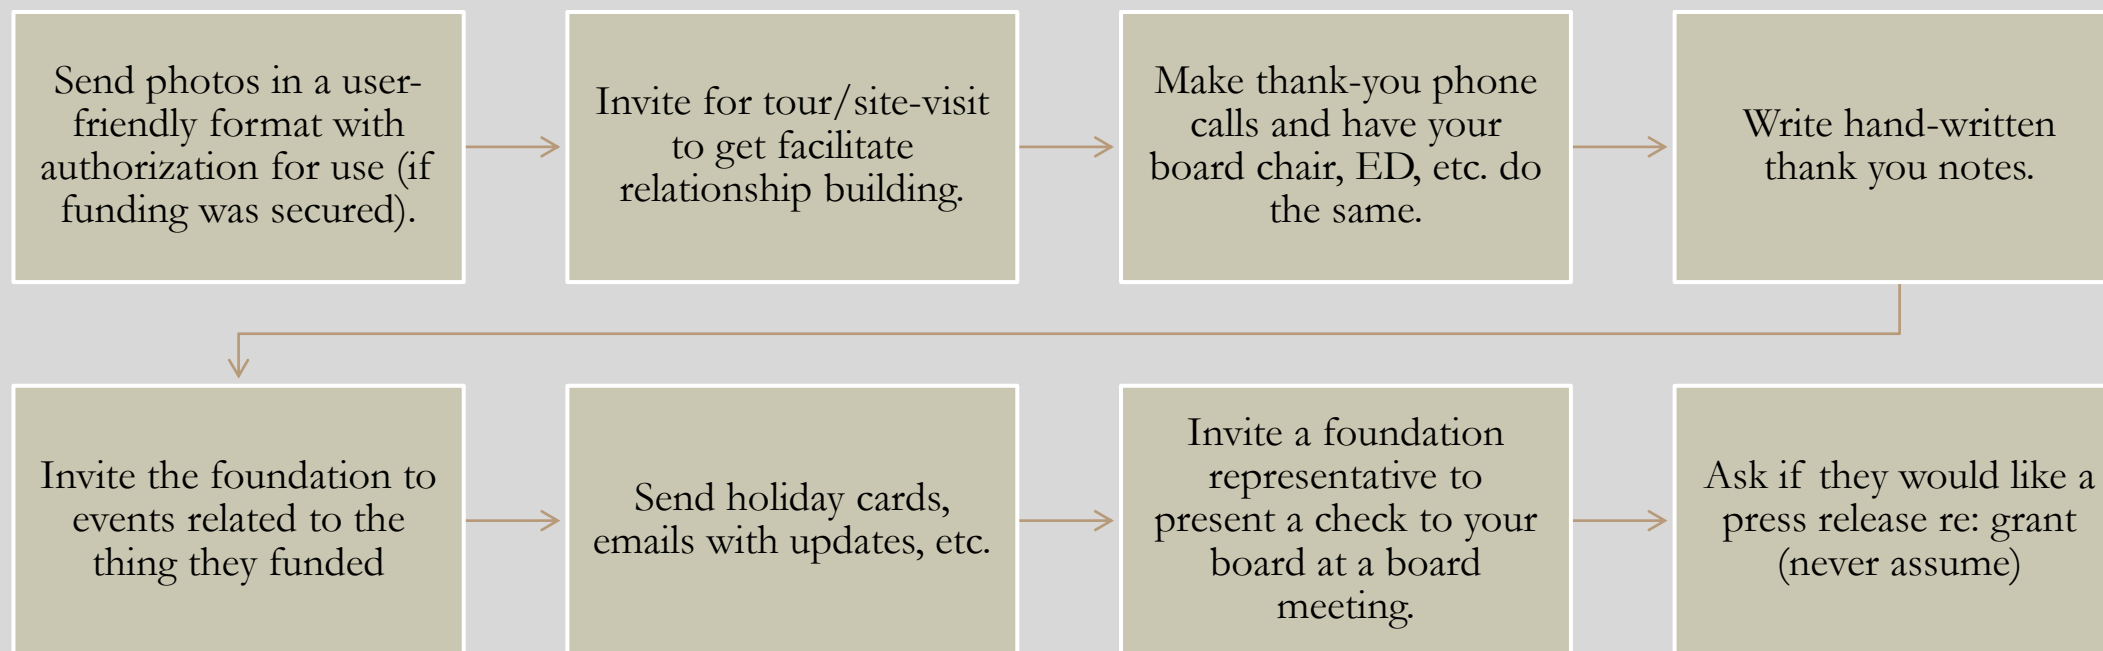 Send photos in a user-
friendly format with
authorization for use (if
funding was secured).
Invite for tour/site-visit
to get facilitate
relationship building.
Make thank-you phone
calls and have your
board chair, ED, etc. do
the same.
Write hand-written
thank you notes.
Invite the foundation to
events related to the
thing they funded
Send holiday cards,
emails with updates, etc.
Invite a foundation
representative to
present a check to your
board at a board
meeting.
Ask if they would like a
press release re: grant
(never assume)